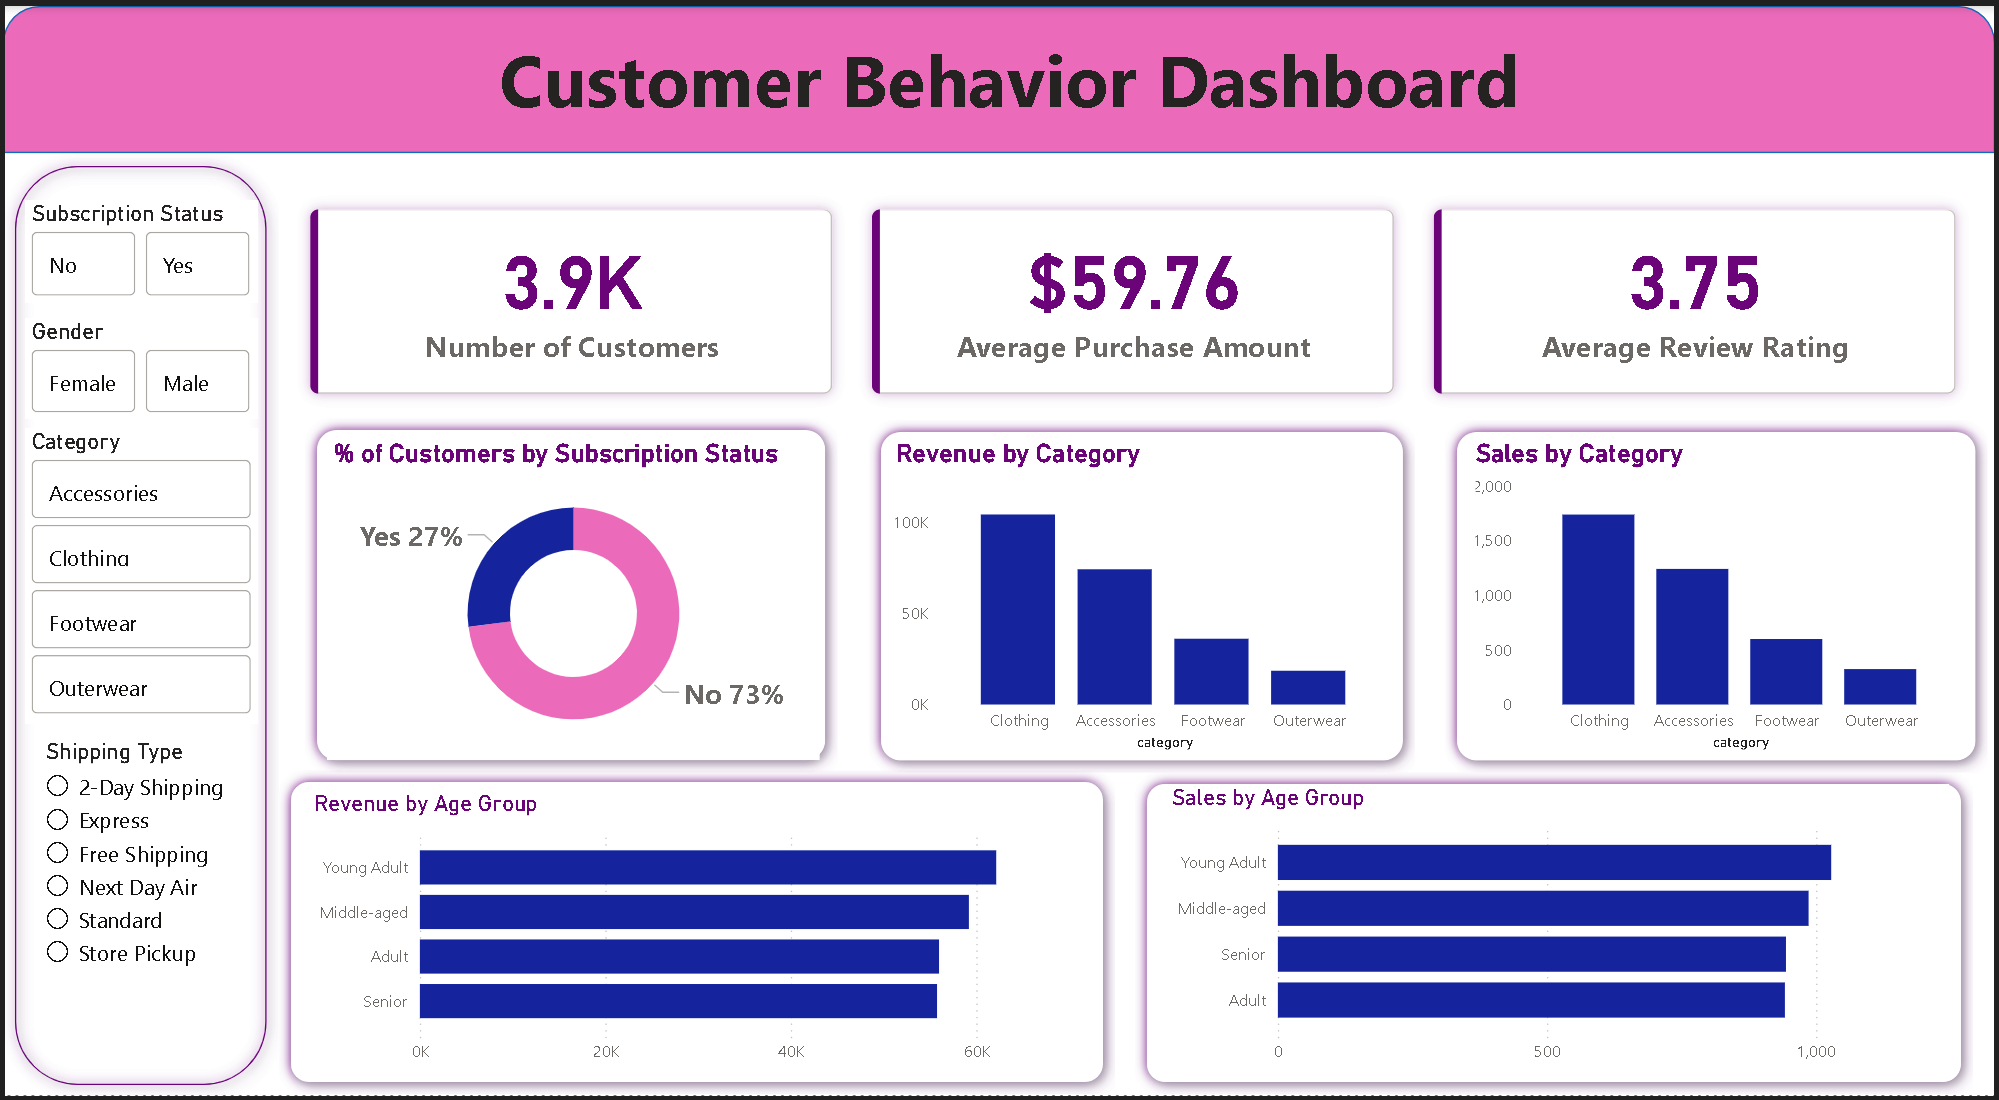 Customer Behavior Dashboard
Subscription Status
No
Yes
Gender
Female
Male
Category
Accessories
Clothing
Footwear
Outerwear
Shipping Type
2-Day Shipping
Express
Free Shipping
Next Day Air
Standard
Store Pickup
3.9K
Number of Customers
$59.76
Average Purchase Amount
3.75
Average Review Rating
% of Customers by Subscription Status
Yes 27%
No 73%
Revenue by Category
100K
50K
0K
Clothing
Accessories
Footwear
Outerwear
category
Sales by Category
2,000
1,500
1,000
500
0
Clothing
Accessories
Footwear
Outerwear
category
Revenue by Age Group
Young Adult
Middle-aged
Adult
Senior
0K
20K
40K
60K
Sales by Age Group
Young Adult
Middle-aged
Senior
Adult
0
500
1,000